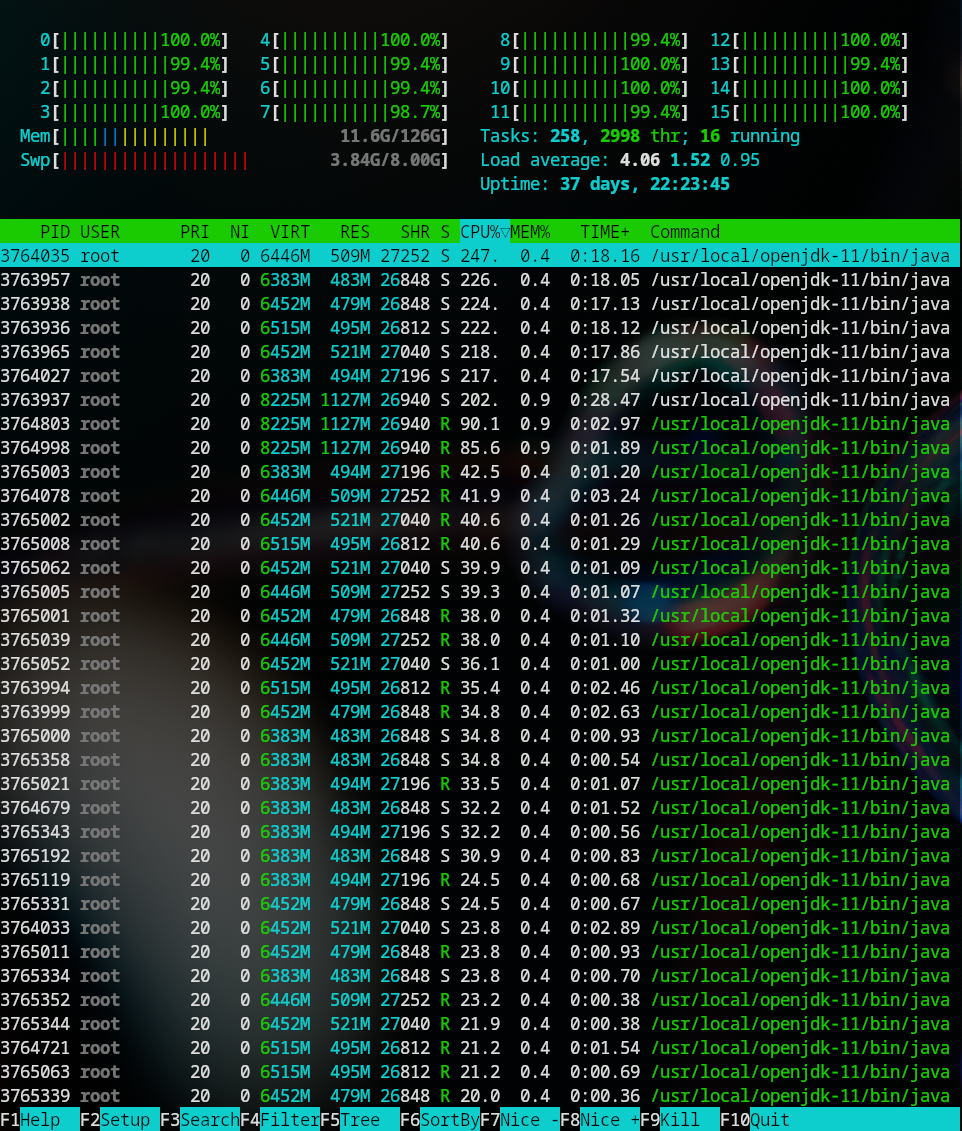 0[||||||||||100.0%] 4[||||||||||100.0%] 8[|||||||||||99.4%] 12[||||||||||100.0%]
1[|||||||||||99.4%] 5[|||||||||||99.4%] 9[||||||||||100.0%] 13[|||||||||||99.4%]
2[|||||||||||99.4%] 6[|||||||||||99.4%] 10[||||||||||100.0%] 14[||||||||||100.0%]
3[||||||||||100.0%] 7[|||||||||||98.7%] 11[|||||||||||99.4%] 15[||||||||||100.0%]
Mem[||||||||||||||| 11.6G/126G] Tasks: 258, 2998 thr; 16 running
Swp[||||||||||||||||||| 3.84G/8.00G] Load average: 4.06 1.52 0.95
Uptime: 37 days, 22:23:45
PID USER PRI NI VIRT RES SHR S CPU%▽MEM% TIME+ Command
3764035 root 20 0 6446M 509M 27252 S 247. 0.4 0:18.16 /usr/local/openjdk-11/bin/java
3763957 root 20 0 6383M 483M 26848 S 226. 0.4 0:18.05 /usr/local/openjdk-11/bin/java
3763938 root 20 0 6452M 479M 26848 S 224. 0.4 0:17.13 /usr/local/openjdk-11/bin/java
3763936 root 20 0 6515M 495M 26812 S 222. 0.4 0:18.12 /usr/local/openjdk-11/bin/java
3763965 root 20 0 6452M 521M 27040 S 218. 0.4 0:17.86 /usr/local/openjdk-11/bin/java
3764027 root 20 0 6383M 494M 27196 S 217. 0.4 0:17.54 /usr/local/openjdk-11/bin/java
3763937 root 20 0 8225M 1127M 26940 S 202. 0.9 0:28.47 /usr/local/openjdk-11/bin/java
3764803 root 20 0 8225M 1127M 26940 R 90.1 0.9 0:02.97 /usr/local/openjdk-11/bin/java
3764998 root 20 0 8225M 1127M 26940 R 85.6 0.9 0:01.89 /usr/local/openjdk-11/bin/java
3765003 root 20 0 6383M 494M 27196 R 42.5 0.4 0:01.20 /usr/local/openjdk-11/bin/java
3764078 root 20 0 6446M 509M 27252 R 41.9 0.4 0:03.24 /usr/local/openjdk-11/bin/java
3765002 root 20 0 6452M 521M 27040 R 40.6 0.4 0:01.26 /usr/local/openjdk-11/bin/java
3765008 root 20 0 6515M 495M 26812 R 40.6 0.4 0:01.29 /usr/local/openjdk-11/bin/java
3765062 root 20 0 6452M 521M 27040 S 39.9 0.4 0:01.09 /usr/local/openjdk-11/bin/java
3765005 root 20 0 6446M 509M 27252 S 39.3 0.4 0:01.07 /usr/local/openjdk-11/bin/java
3765001 root 20 0 6452M 479M 26848 R 38.0 0.4 0:01.32 /usr/local/openjdk-11/bin/java
3765039 root 20 0 6446M 509M 27252 R 38.0 0.4 0:01.10 /usr/local/openjdk-11/bin/java
3765052 root 20 0 6452M 521M 27040 S 36.1 0.4 0:01.00 /usr/local/openjdk-11/bin/java
3763994 root 20 0 6515M 495M 26812 R 35.4 0.4 0:02.46 /usr/local/openjdk-11/bin/java
3763999 root 20 0 6452M 479M 26848 R 34.8 0.4 0:02.63 /usr/local/openjdk-11/bin/java
3765000 root 20 0 6383M 483M 26848 S 34.8 0.4 0:00.93 /usr/local/openjdk-11/bin/java
3765358 root 20 0 6383M 483M 26848 S 34.8 0.4 0:00.54 /usr/local/openjdk-11/bin/java
3765021 root 20 0 6383M 494M 27196 R 33.5 0.4 0:01.07 /usr/local/openjdk-11/bin/java
3764679 root 20 0 6383M 483M 26848 S 32.2 0.4 0:01.52 /usr/local/openjdk-11/bin/java
3765343 root 20 0 6383M 494M 27196 S 32.2 0.4 0:00.56 /usr/local/openjdk-11/bin/java
3765192 root 20 0 6383M 483M 26848 S 30.9 0.4 0:00.83 /usr/local/openjdk-11/bin/java
3765119 root 20 0 6383M 494M 27196 R 24.5 0.4 0:00.68 /usr/local/openjdk-11/bin/java
3765331 root 20 0 6452M 479M 26848 S 24.5 0.4 0:00.67 /usr/local/openjdk-11/bin/java
3764033 root 20 0 6452M 521M 27040 S 23.8 0.4 0:02.89 /usr/local/openjdk-11/bin/java
3765011 root 20 0 6452M 479M 26848 R 23.8 0.4 0:00.93 /usr/local/openjdk-11/bin/java
3765334 root 20 0 6383M 483M 26848 S 23.8 0.4 0:00.70 /usr/local/openjdk-11/bin/java
3765352 root 20 0 6446M 509M 27252 R 23.2 0.4 0:00.38 /usr/local/openjdk-11/bin/java
3765344 root 20 0 6452M 521M 27040 R 21.9 0.4 0:00.38 /usr/local/openjdk-11/bin/java
3764721 root 20 0 6515M 495M 26812 R 21.2 0.4 0:01.54 /usr/local/openjdk-11/bin/java
3765063 root 20 0 6515M 495M 26812 R 21.2 0.4 0:00.69 /usr/local/openjdk-11/bin/java
3765339 root 20 0 6452M 479M 26848 R 20.0 0.4 0:00.36 /usr/local/openjdk-11/bin/java
F1Help F2Setup F3SearchF4FilterF5Tree F6SortByF7Nice -F8Nice +F9Kill F10Quit